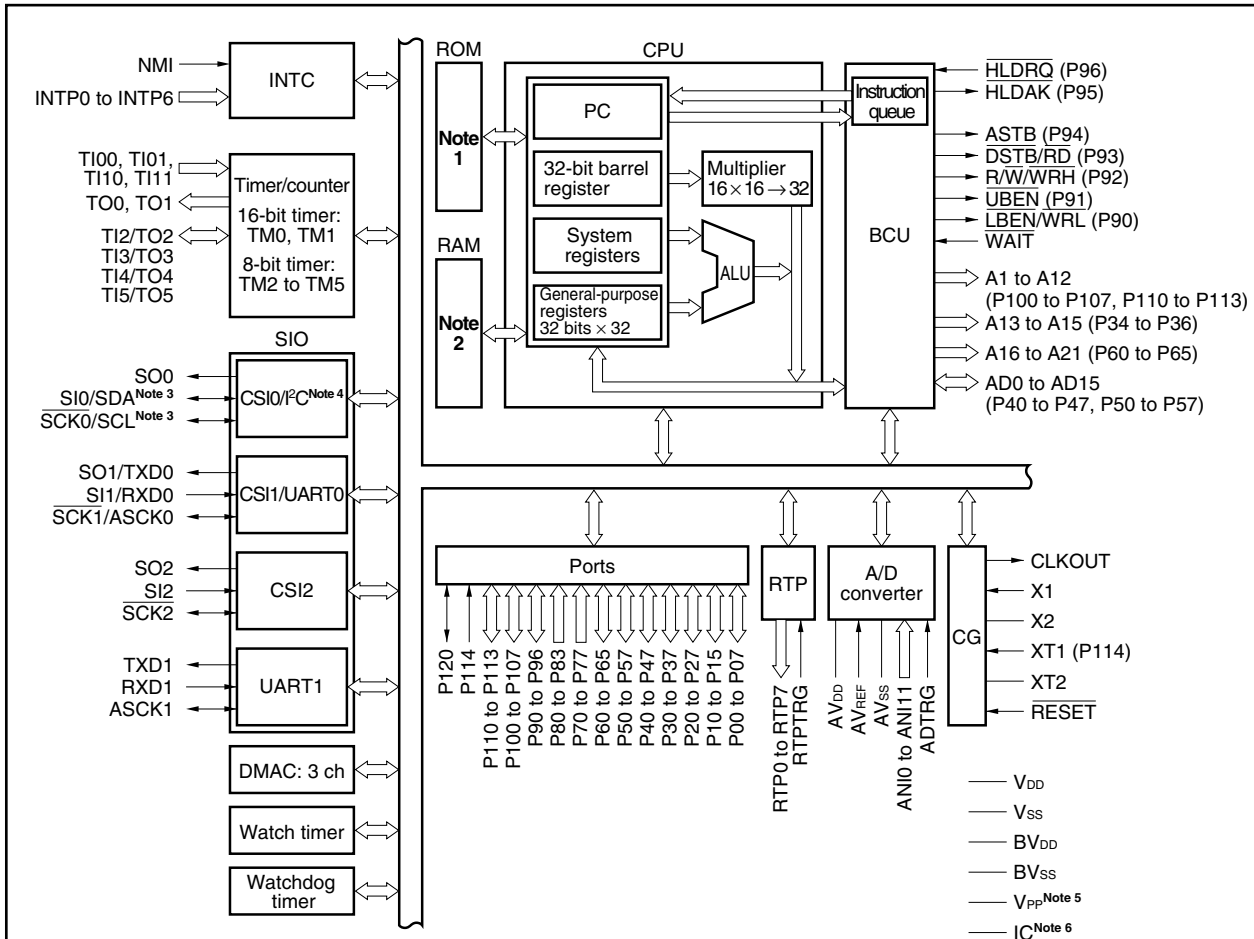 NMI
INTP0 to INTP6
INTC
TI00, TI01,
TI10, TI11
TO0, TO1
TI2/TO2
TI3/TO3
TI4/TO4
TI5/TO5
Timer/counter
16-bit timer:
TM0, TM1
8-bit timer:
TM2 to TM5
SIO
SO0
SI0/SDA Note 3
SCK0/SCL Note 3
CSI0/I²C Note 4
SO1/TXD0
SI1/RXD0
SCK1/ASCK0
CSI1/UART0
SO2
SI2
SCK2
CSI2
TXD1
RXD1
ASCK1
UART1
DMAC: 3 ch
Watch timer
Watchdog
timer
ROM
Note
1
RAM
Note
2
CPU
PC
32-bit barrel
register
System
registers
General-purpose
registers
32 bits × 32
Multiplier
16 × 16 → 32
ALU
Instruction
queue
BCU
HLDRQ (P96)
HLDAK (P95)
ASTB (P94)
DSTB/RD (P93)
R/W/WRH (P92)
UBEN (P91)
LBEN/WRL (P90)
WAIT
A1 to A12
(P100 to P107, P110 to P113)
A13 to A15 (P34 to P36)
A16 to A21 (P60 to P65)
AD0 to AD15
(P40 to P47, P50 to P57)
Ports
P120
P114
P110 to P113
P100 to P107
P90 to P96
P80 to P83
P70 to P77
P60 to P65
P50 to P57
P40 to P47
P30 to P37
P20 to P27
P10 to P15
P00 to P07
RTP
RTP0 to RTP7
RTPTRG
A/D
converter
AVDD
AVREF
AVSS
ANI0 to ANI11
ADTRG
CG
CLKOUT
X1
X2
XT1 (P114)
XT2
RESET
VDD
VSS
BVDD
BVSS
VPP Note 5
IC Note 6